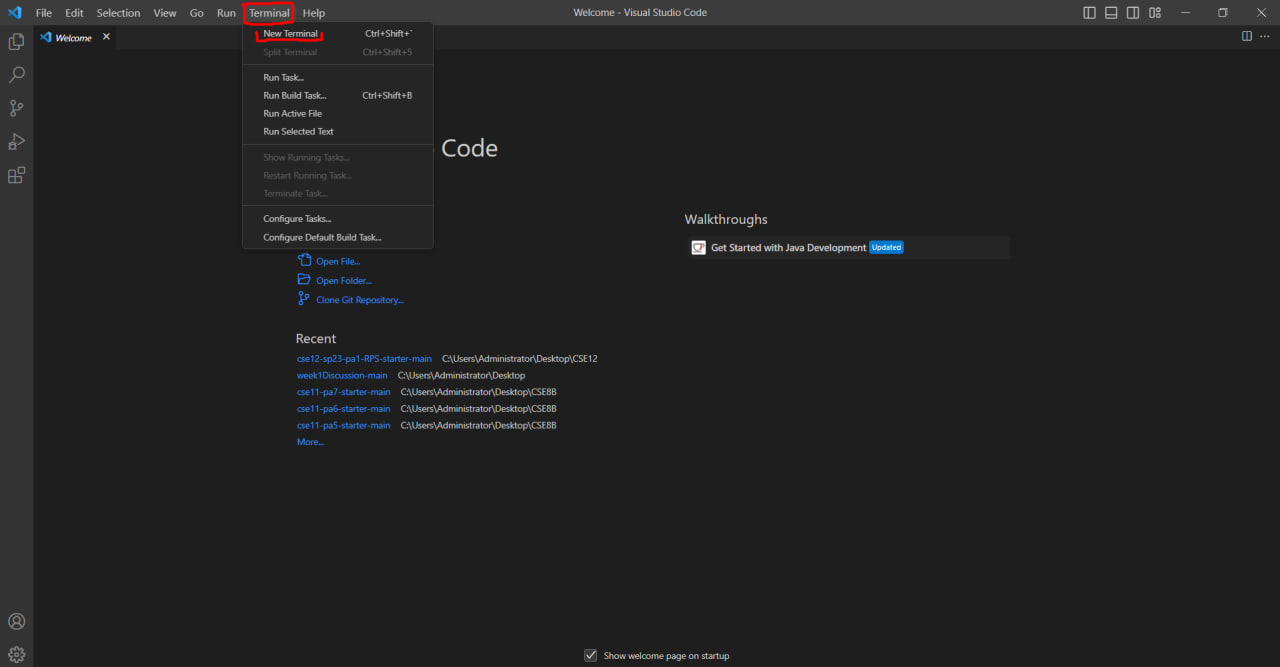 File Edit Selection View Go Run Terminal Help Welcome - Visual Studio Code
Welcome
New Terminal Ctrl+Shift+`
Split Terminal Ctrl+Shift+5
Run Task...
Run Build Task... Ctrl+Shift+B
Run Active File
Run Selected Text
Show Running Tasks...
Restart Running Task...
Terminate Task...
Configure Tasks...
Configure Default Build Task...
Code
Open File...
Open Folder...
Clone Git Repository...
Recent
cse12-sp23-pa1-RPS-starter-main C:\Users\Administrator\Desktop\CSE12
week1Discussion-main C:\Users\Administrator\Desktop
cse11-pa7-starter-main C:\Users\Administrator\Desktop\CSE8B
cse11-pa6-starter-main C:\Users\Administrator\Desktop\CSE8B
cse11-pa5-starter-main C:\Users\Administrator\Desktop\CSE8B
More...
Walkthroughs
Get Started with Java Development Updated
Show welcome page on startup